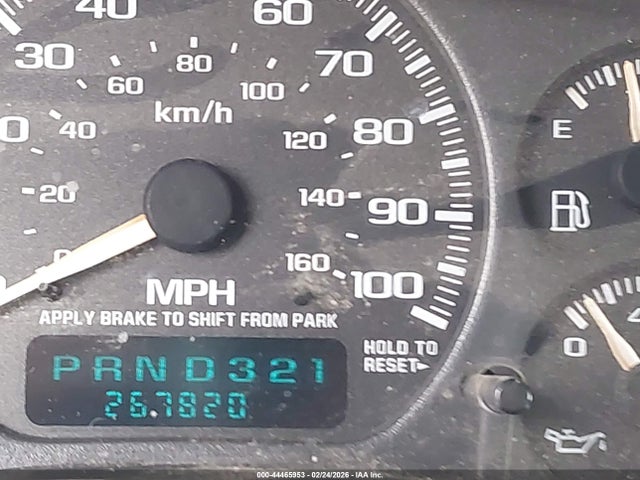 40 60
30 70
60 80 100
km/h
40 120 80
E
20 140 90
160 100
MPH
APPLY BRAKE TO SHIFT FROM PARK
HOLD TO
RESET
0
PRND321
267820
000-44465953 - 02/24/2026 - IAA Inc.